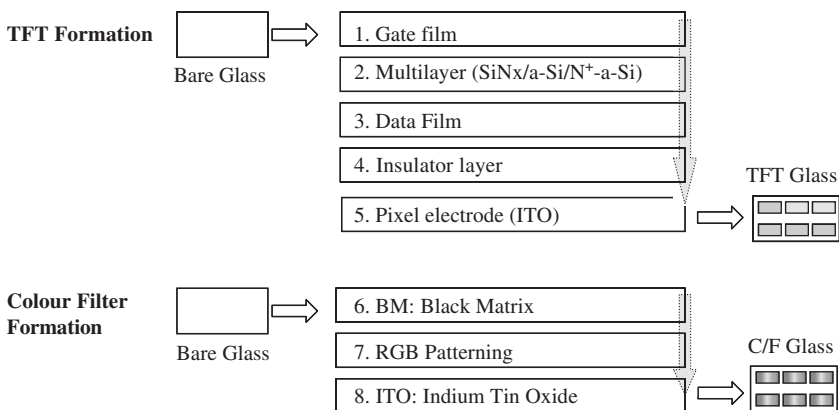 TFT Formation
Bare Glass
1. Gate film
2. Multilayer (SiNx/a-Si/N⁺-a-Si)
3. Data Film
4. Insulator layer
5. Pixel electrode (ITO)
TFT Glass
Colour Filter
Formation
Bare Glass
6. BM: Black Matrix
7. RGB Patterning
8. ITO: Indium Tin Oxide
C/F Glass